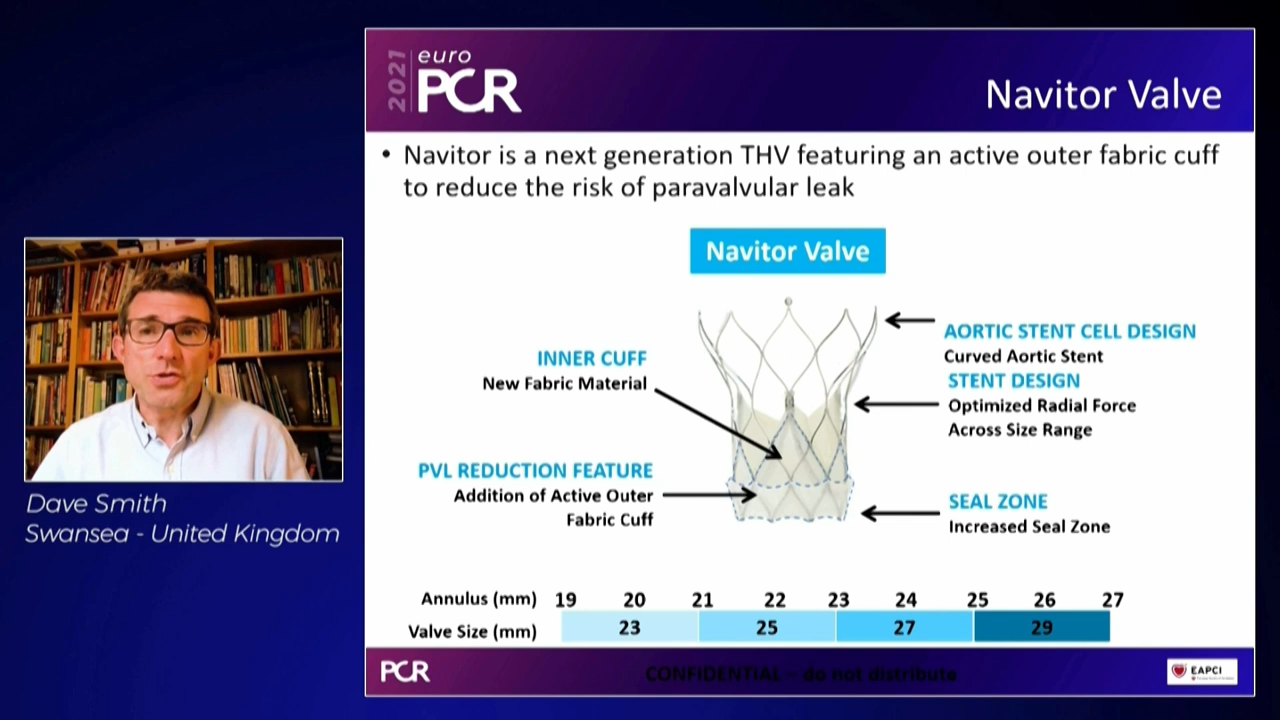 2021
euro
PCR
Navitor Valve
• Navitor is a next generation THV featuring an active outer fabric cuff
to reduce the risk of paravalvular leak
Navitor Valve
INNER CUFF
New Fabric Material
PVL REDUCTION FEATURE
Addition of Active Outer
Fabric Cuff
AORTIC STENT CELL DESIGN
Curved Aortic Stent
STENT DESIGN
Optimized Radial Force
Across Size Range
SEAL ZONE
Increased Seal Zone
Annulus (mm) 19 20 21 22 23 24 25 26 27
Valve Size (mm) 23 25 27 29
Dave Smith
Swansea - United Kingdom
PCR
CONFIDENTIAL – do not distribute
EAPCI